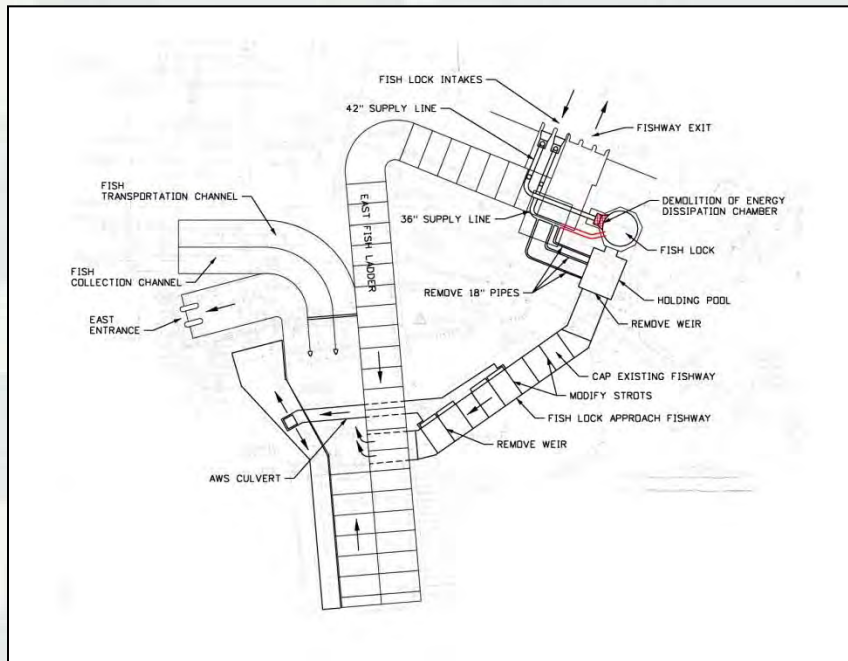 FISH LOCK INTAKES
42" SUPPLY LINE
FISHWAY EXIT
FISH
TRANSPORTATION CHANNEL
DEMOLITION OF ENERGY
DISSIPATION CHAMBER
36" SUPPLY LINE
EAST FISH LADDER
FISH LOCK
FISH
COLLECTION CHANNEL
REMOVE 18" PIPES
HOLDING POOL
EAST
ENTRANCE
REMOVE WEIR
CAP EXISTING FISHWAY
MODIFY STROTS
FISH LOCK APPROACH FISHWAY
REMOVE WEIR
AWS CULVERT